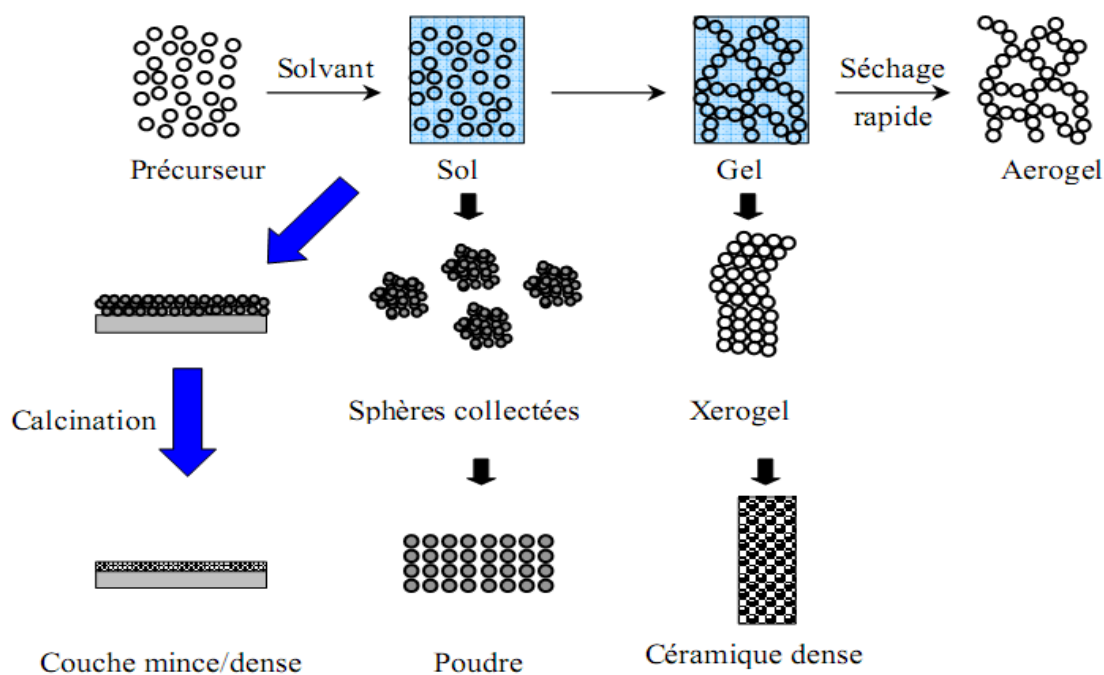 Solvant
Séchage
rapide
Précurseur
Sol
Gel
Aerogel
Calcination
Sphères collectées
Xerogel
Couche mince/dense
Poudre
Céramique dense